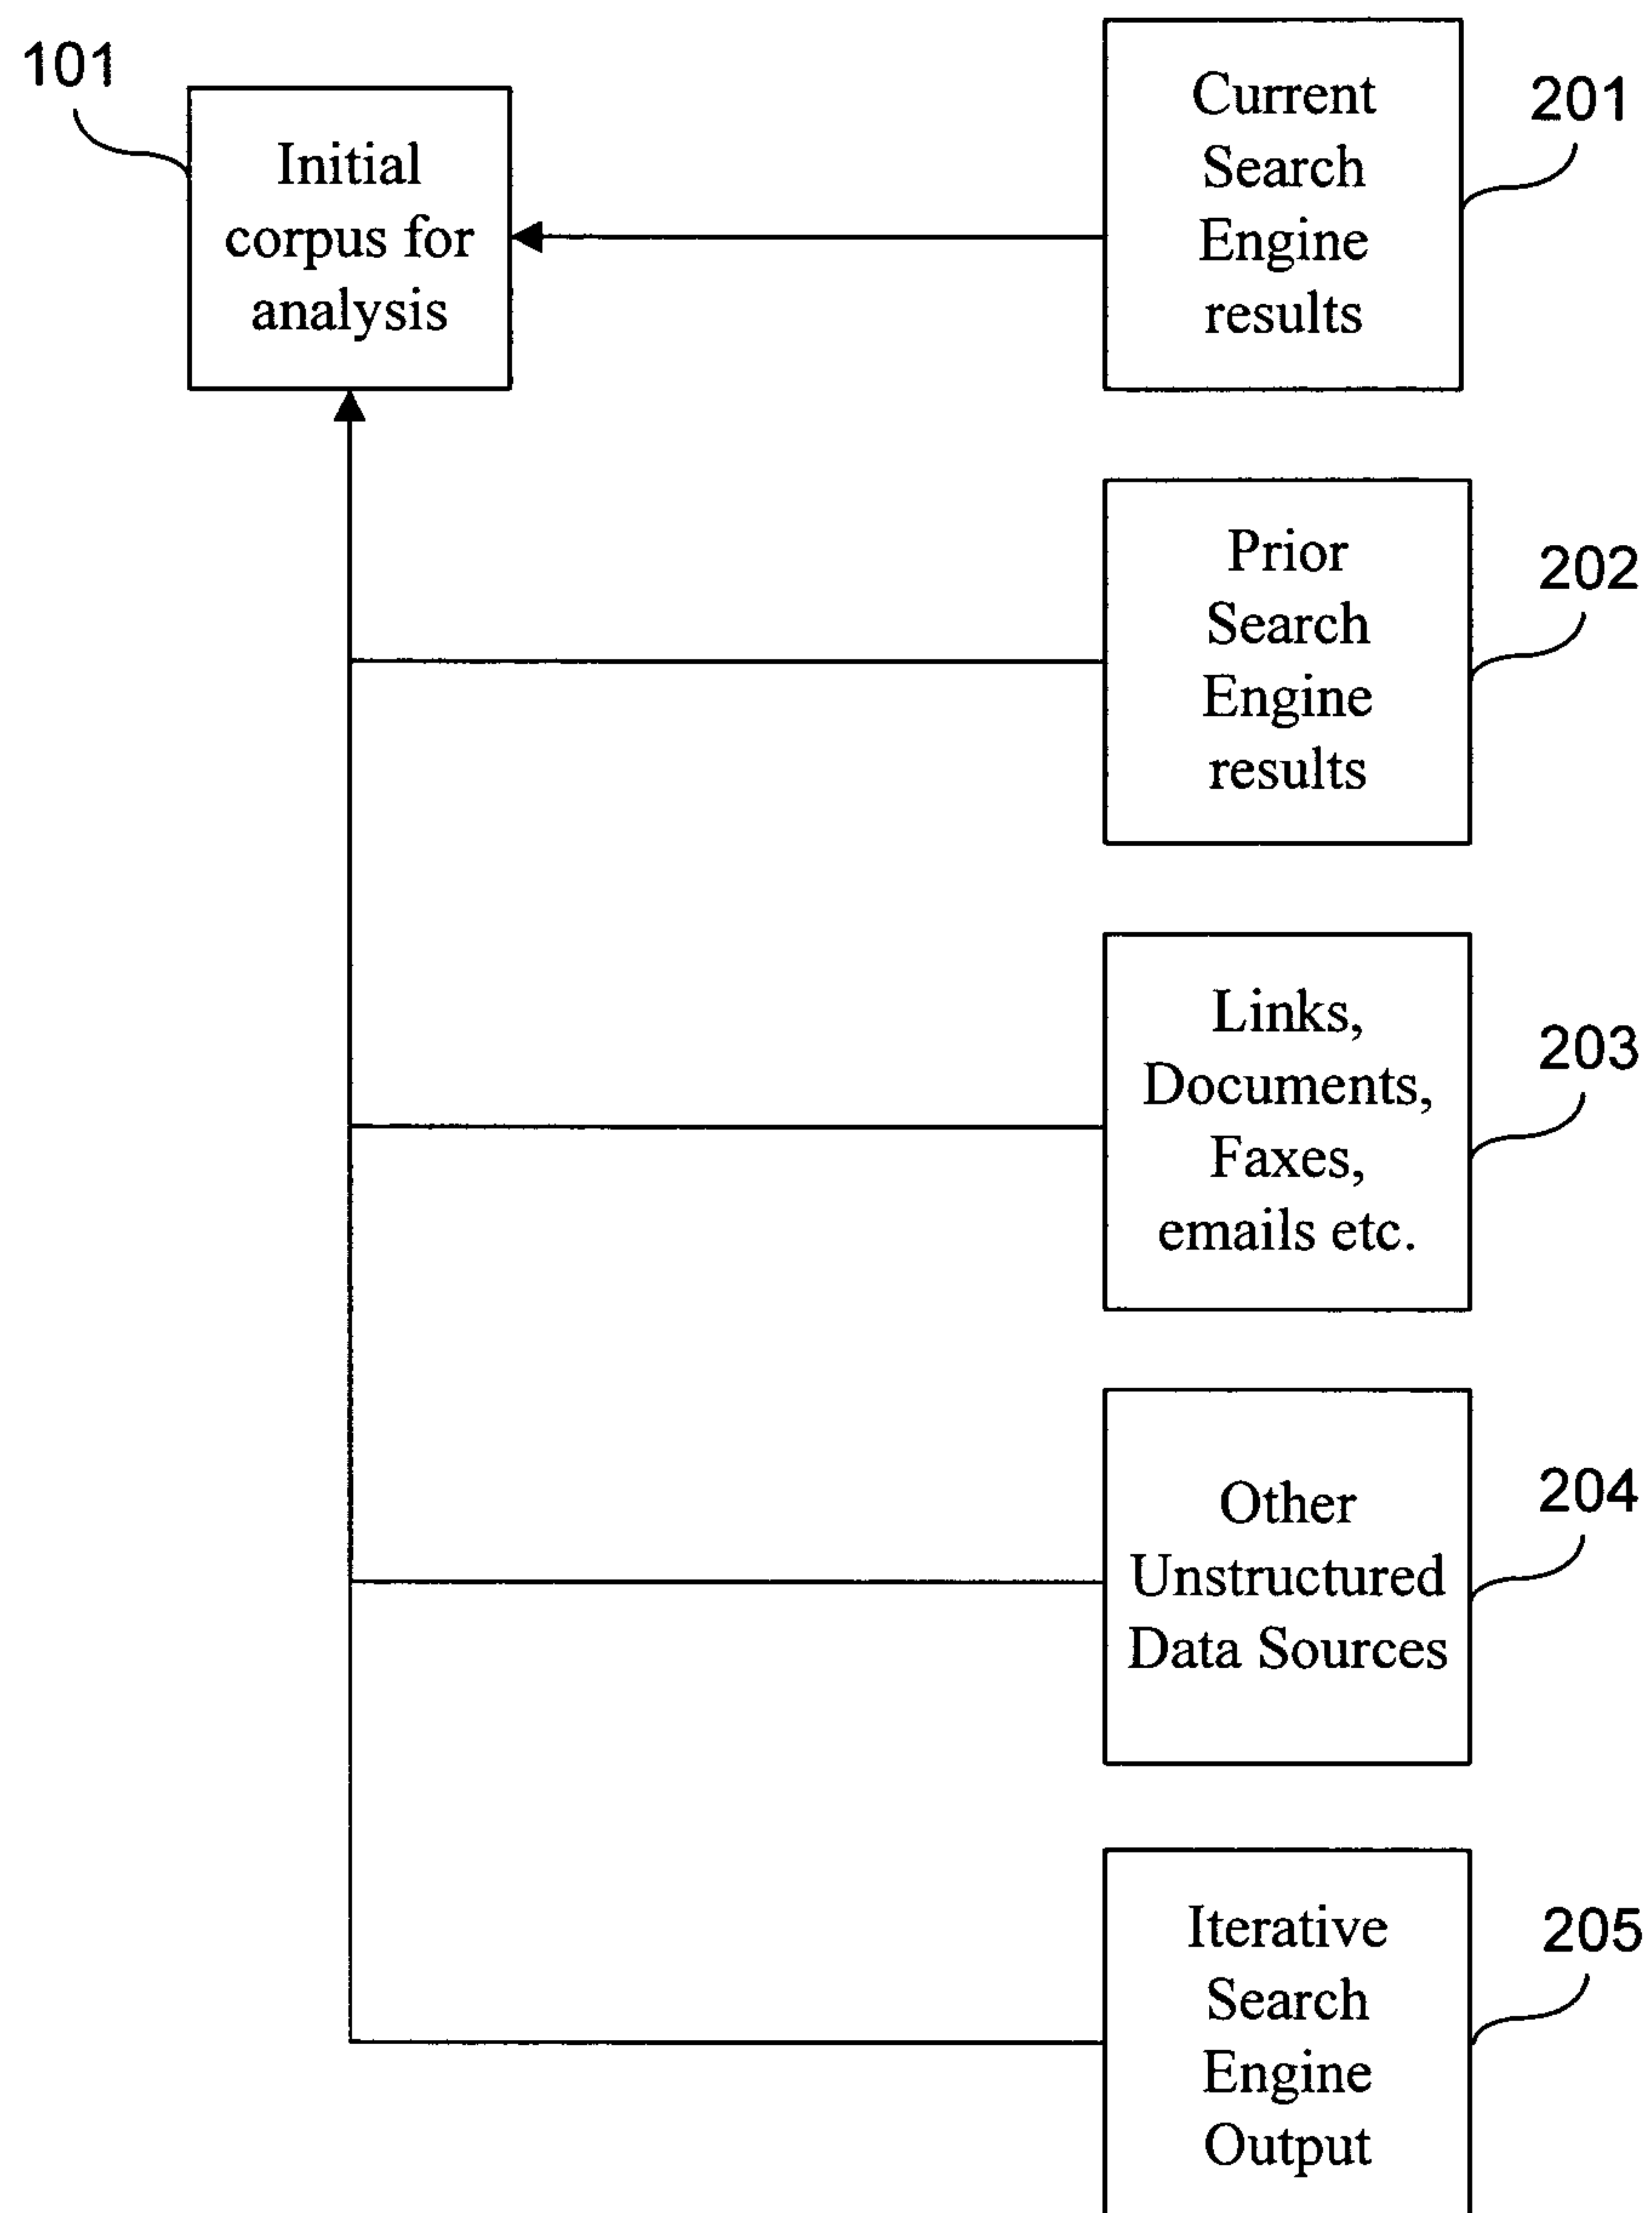 101
Initial
corpus for
analysis
Current
Search
Engine
results
201
Prior
Search
Engine
results
202
Links,
Documents,
Faxes,
emails etc.
203
Other
Unstructured
Data Sources
204
Iterative
Search
Engine
Output
205